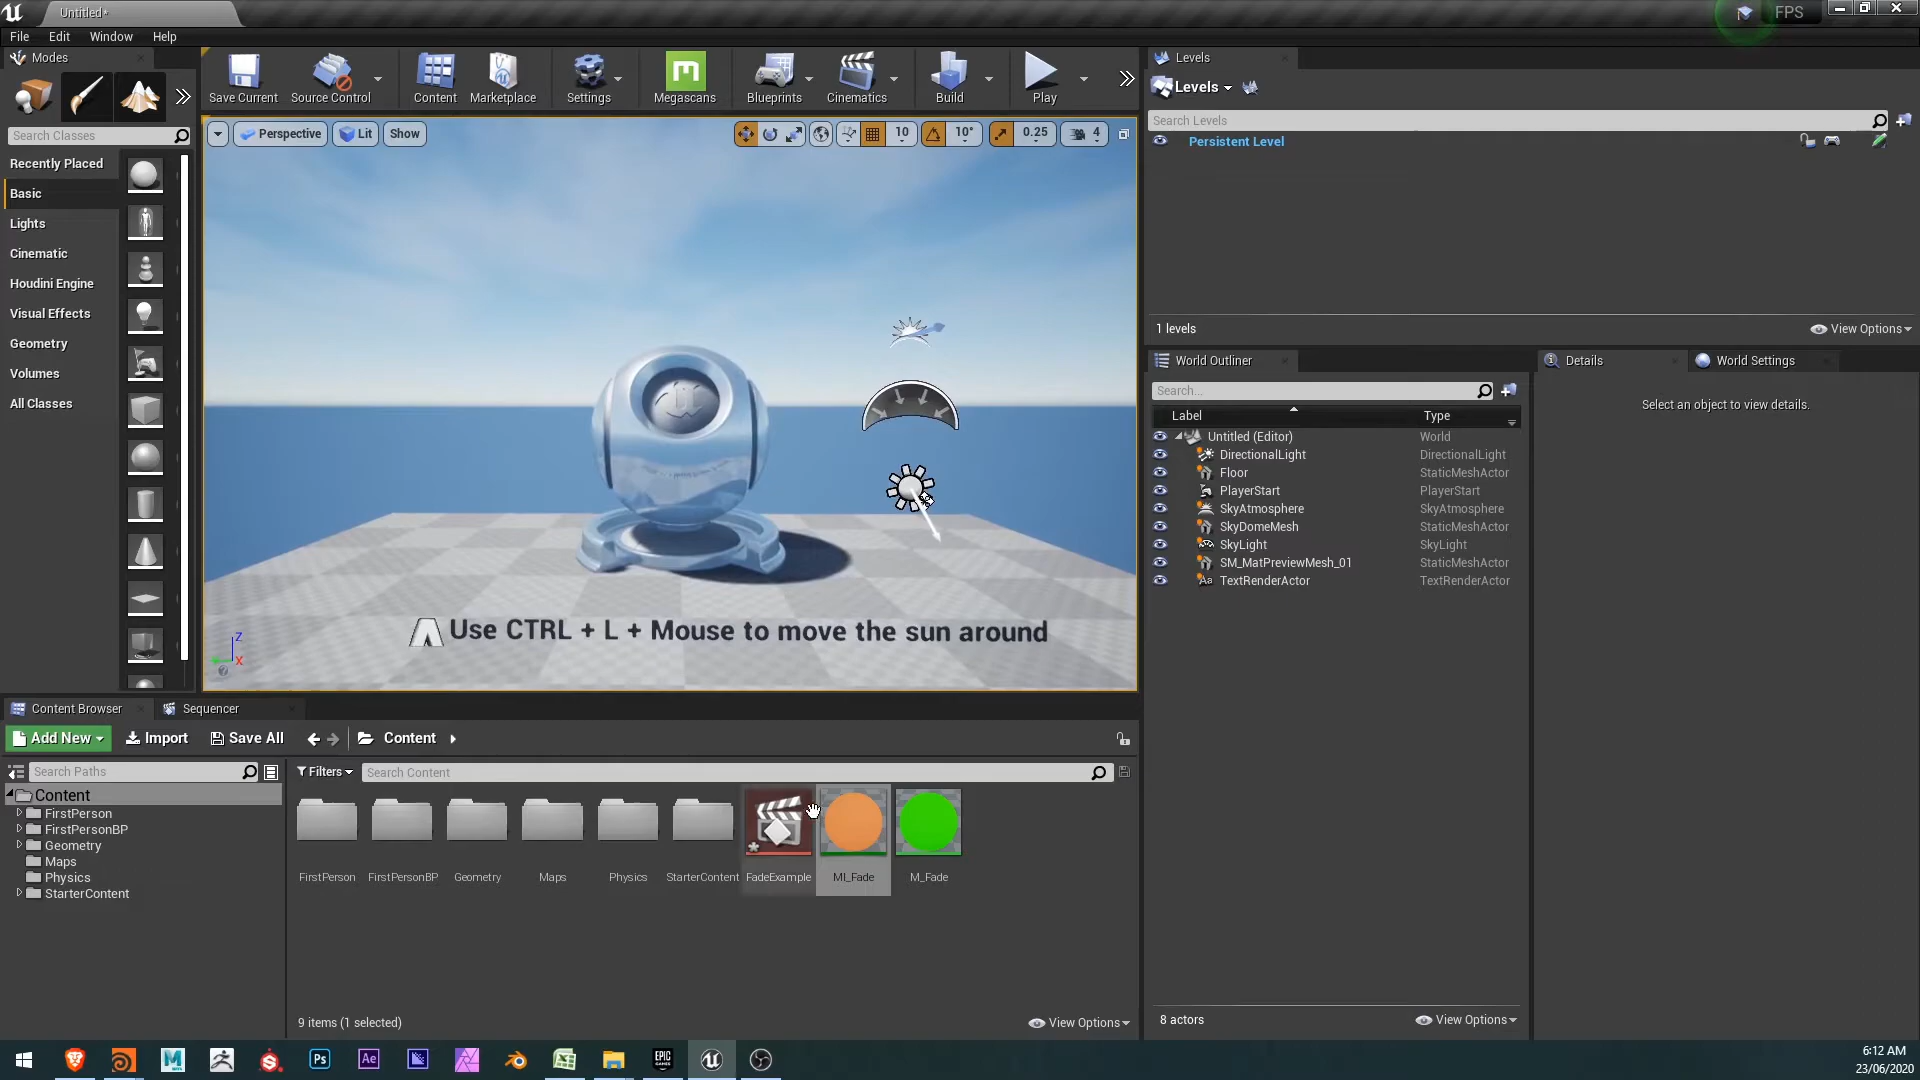 Untitled*
FPS
File Edit Window Help
Modes
Save Current
Source Control
Content
Marketplace
Settings
Megascans
Blueprints
Cinematics
Build
Play
Search Classes
Recently Placed
Basic
Lights
Cinematic
Houdini Engine
Visual Effects
Geometry
Volumes
All Classes
Perspective
Lit
Show
10
10°
0.25
4
Use CTRL + L + Mouse to move the sun around
Z
X
Levels
Levels
Search Levels
Persistent Level
1 levels
View Options
World Outliner
Search...
Label Type
Untitled (Editor) World
DirectionalLight DirectionalLight
Floor StaticMeshActor
PlayerStart PlayerStart
SkyAtmosphere SkyAtmosphere
SkyDomeMesh StaticMeshActor
SkyLight SkyLight
SM_MatPreviewMesh_01 StaticMeshActor
TextRenderActor TextRenderActor
8 actors
View Options
Details
World Settings
Select an object to view details.
Content Browser
Sequencer
Add New
Import
Save All
Content
Search Paths
Filters
Search Content
Content
FirstPerson
FirstPersonBP
Geometry
Maps
Physics
StarterContent
FirstPerson
FirstPersonBP
Geometry
Maps
Physics
StarterContent
FadeExample
MI_Fade
M_Fade
9 items (1 selected)
View Options
Ps
Ae
EPIC
GAMES
6:12 AM
23/06/2020